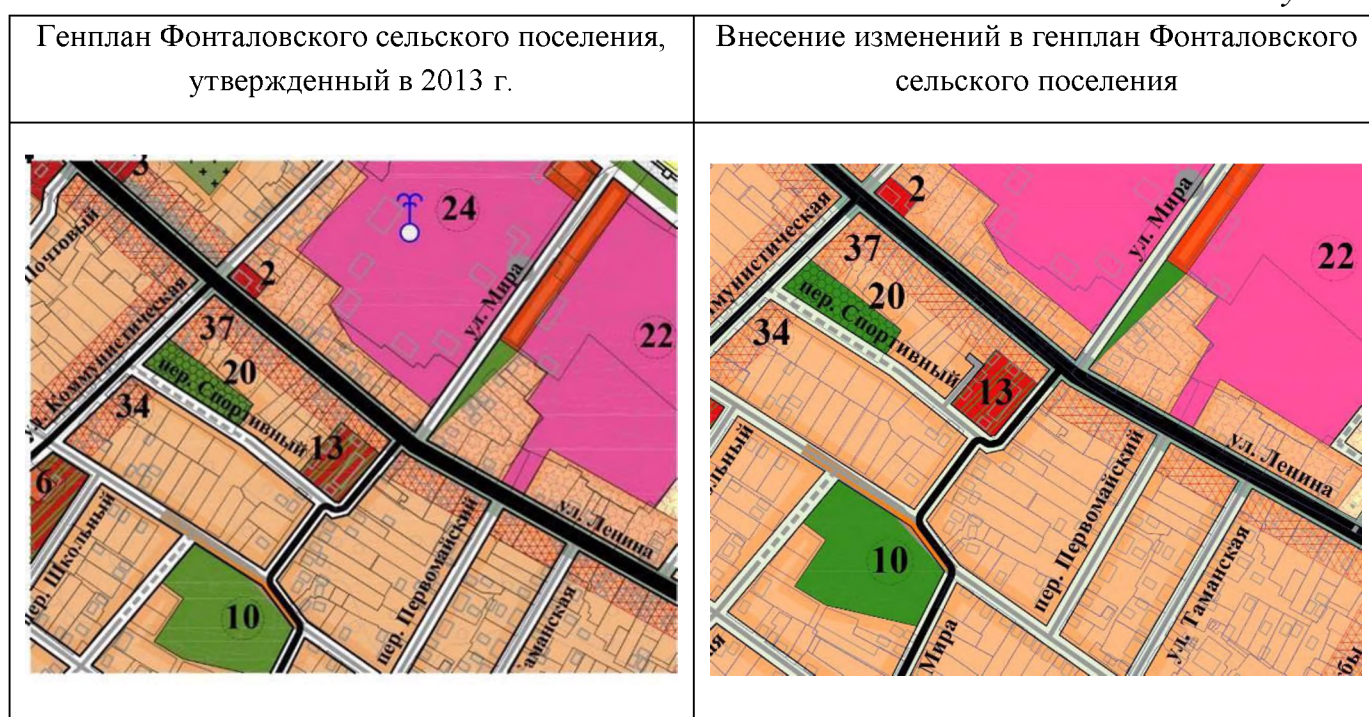 Генплан Фонталовского сельского поселения,
утвержденный в 2013 г.
Внесение изменений в генплан Фонталовского
сельского поселения
3
24
Почтовый
2
ул. Мира
Коммунистическая
37
22
20
пер. Спортивный
34
13
6
ул. Ленина
пер. Школьный
пер. Первомайский
10
2
ул. Мира
37
22
20
пер. Спортивный
34
13
ул. Ленина
пер. Первомайский
10
ул. Таманская
Мира